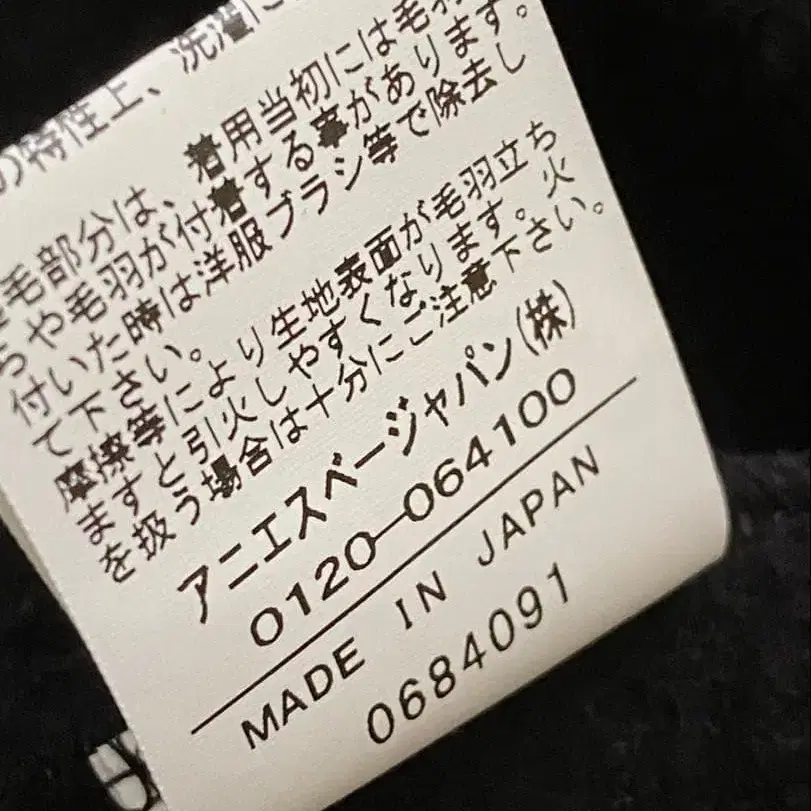 の特性上、洗濯に
毛部分は、着用当初には毛羽
ちや毛羽が付着する事があります。
付いた時は洋服ブラシ等で除去し
て下さい。
摩擦等により生地表面が毛羽立ち
ますと引火しやすくなります。火
を扱う場合は十分にご注意下さい。
アニエスベージャパン(株)
0120-064100
MADE IN JAPAN
0684091